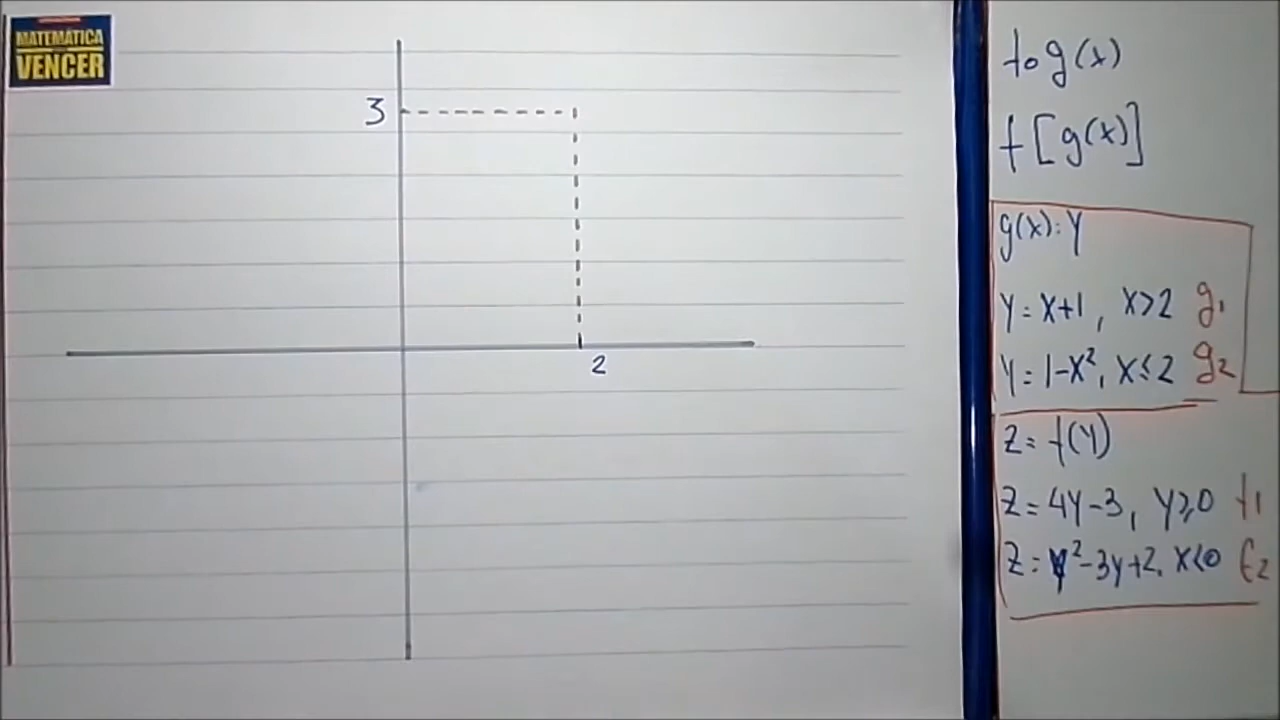 MATEMÁTICA
VENCER
3
2
fog(x)
f[g(x)]
g(x): Y
Y = X+1, X>2 g₁
Y = 1-X², X≤2 g₂
Z = f(Y)
Z = 4Y-3, Y≥0 f1
Z = Y²-3Y+2. X<0 f2